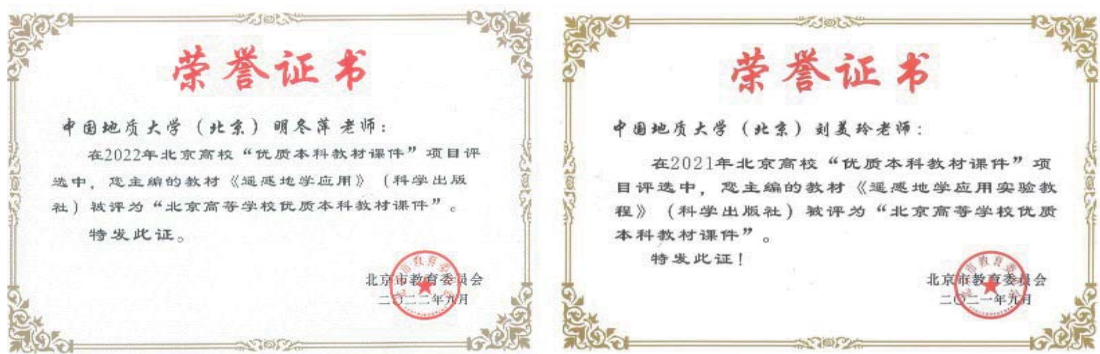 荣誉证书
中国地质大学（北京）明冬萍 老师：
在2022年北京高校“优质本科教材课件”项目评
选中，您主编的教材《遥感地学应用》（科学出版
社）被评为“北京高等学校优质本科教材课件”。
特发此证。
北京市教育委员会
二〇二二年九月
荣誉证书
中国地质大学（北京）刘美玲老师：
在2021年北京高校“优质本科教材课件”项
目评选中，您主编的教材《遥感地学应用实验教
程》（科学出版社）被评为“北京高等学校优质
本科教材课件”。
特发此证！
北京市教育委员会
二〇二一年九月